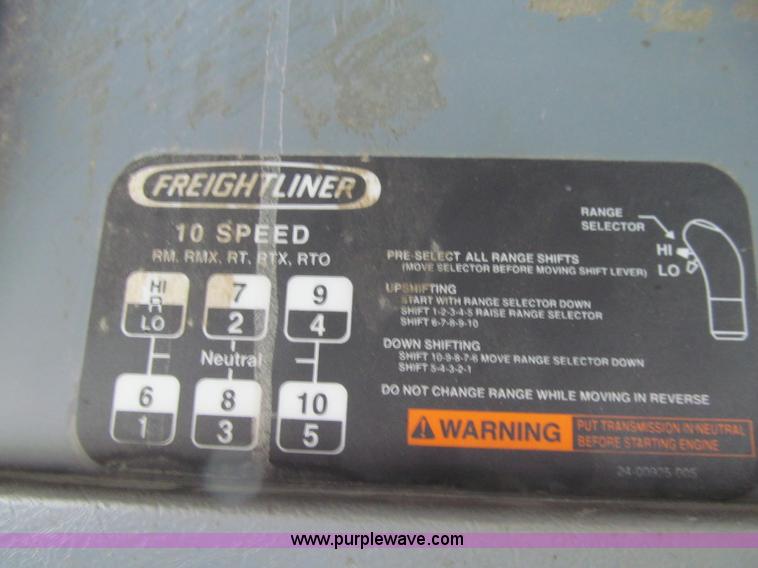 FREIGHTLINER
10 SPEED
RM, RMX, RT, RTX, RTO
HI
R
LO
7
2
9
4
Neutral
6
1
8
3
10
5
RANGE
SELECTOR
HI
LO
PRE-SELECT ALL RANGE SHIFTS
(MOVE SELECTOR BEFORE MOVING SHIFT LEVER)
UPSHIFTING
START WITH RANGE SELECTOR DOWN
SHIFT 1-2-3-4-5 RAISE RANGE SELECTOR
SHIFT 6-7-8-9-10
DOWN SHIFTING
SHIFT 10-9-8-7-6 MOVE RANGE SELECTOR DOWN
SHIFT 5-4-3-2-1
DO NOT CHANGE RANGE WHILE MOVING IN REVERSE
WARNING
PUT TRANSMISSION IN NEUTRAL
BEFORE STARTING ENGINE
24-00925-005
www.purplewave.com